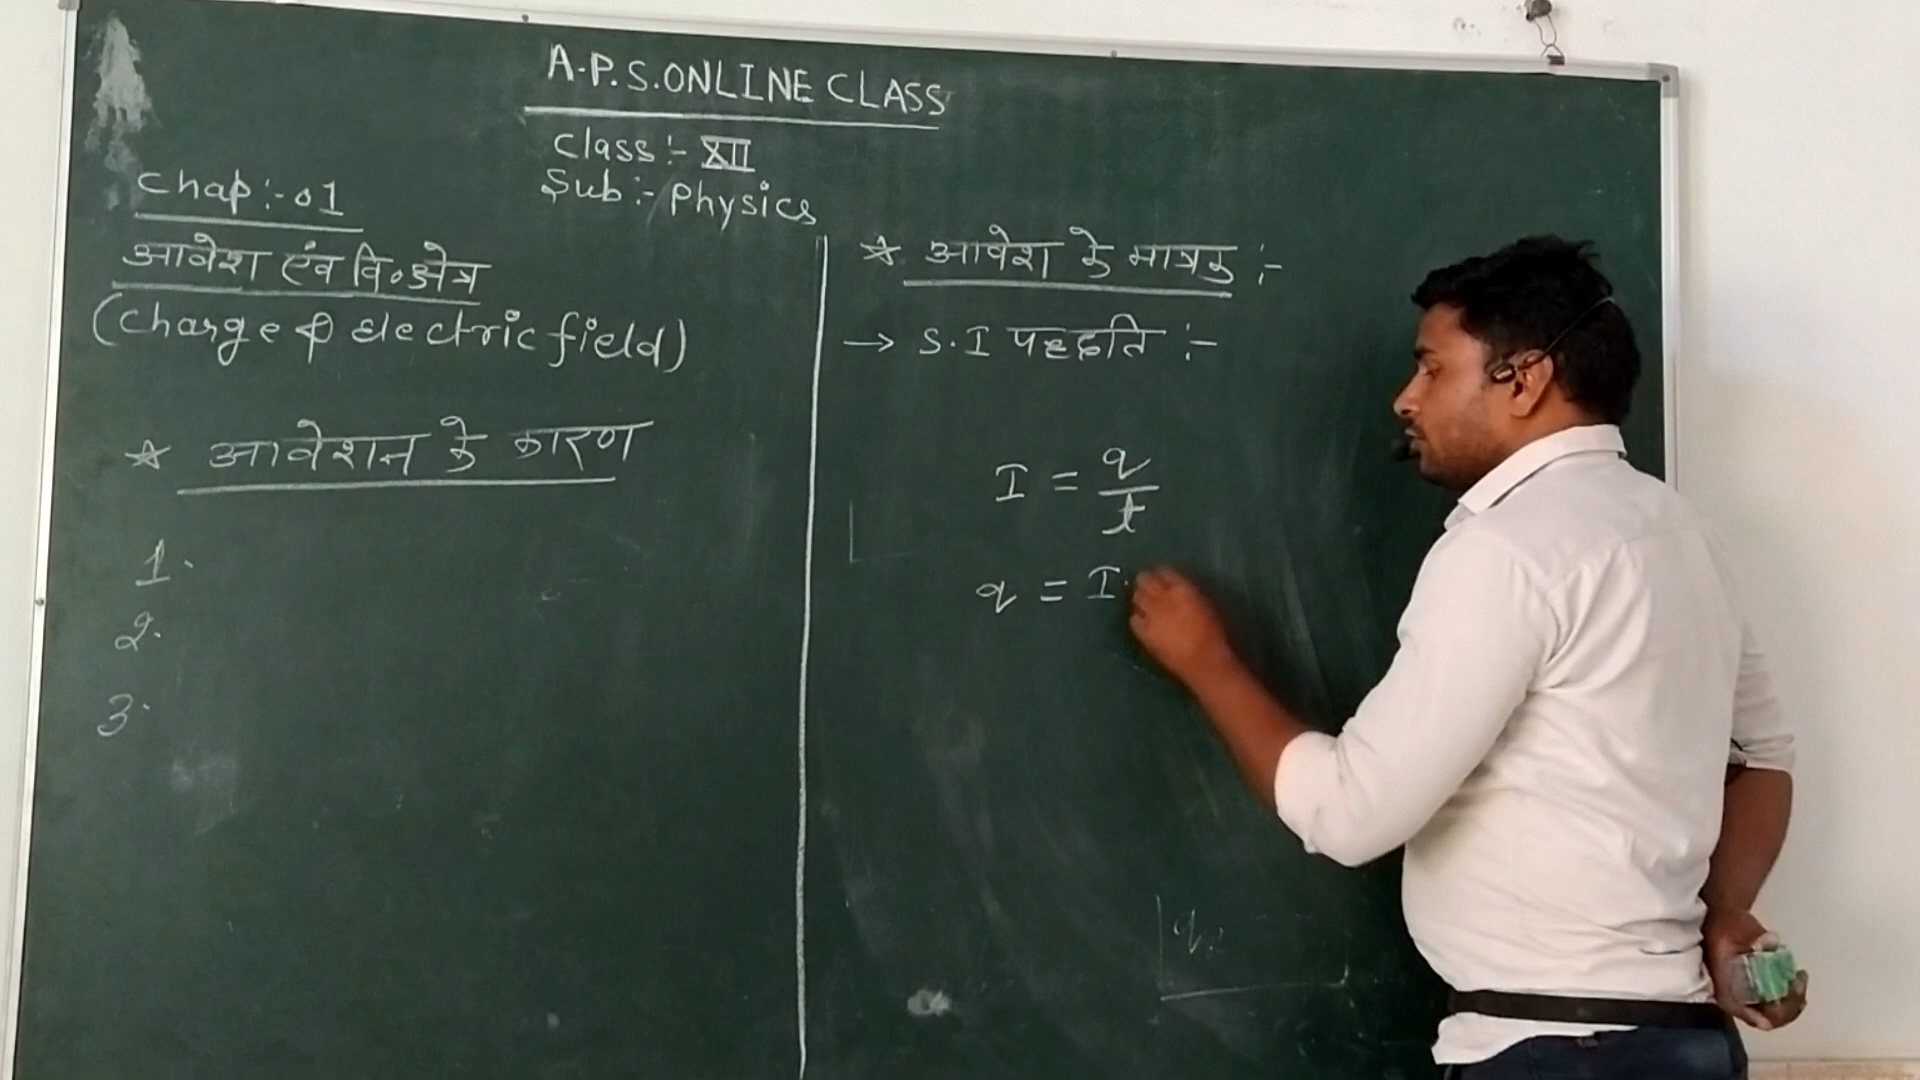 A.P.S. ONLINE CLASS
Class :- XII
Sub :- Physics
Chap :- 01
आवेश एंव वि० क्षेत्र
(Charge & electric field)
☆ आवेशन के कारण
1.
2.
3.
☆ आवेश के मात्रक :-
→ S.I पद्धति :-
I = q/t
q = I.